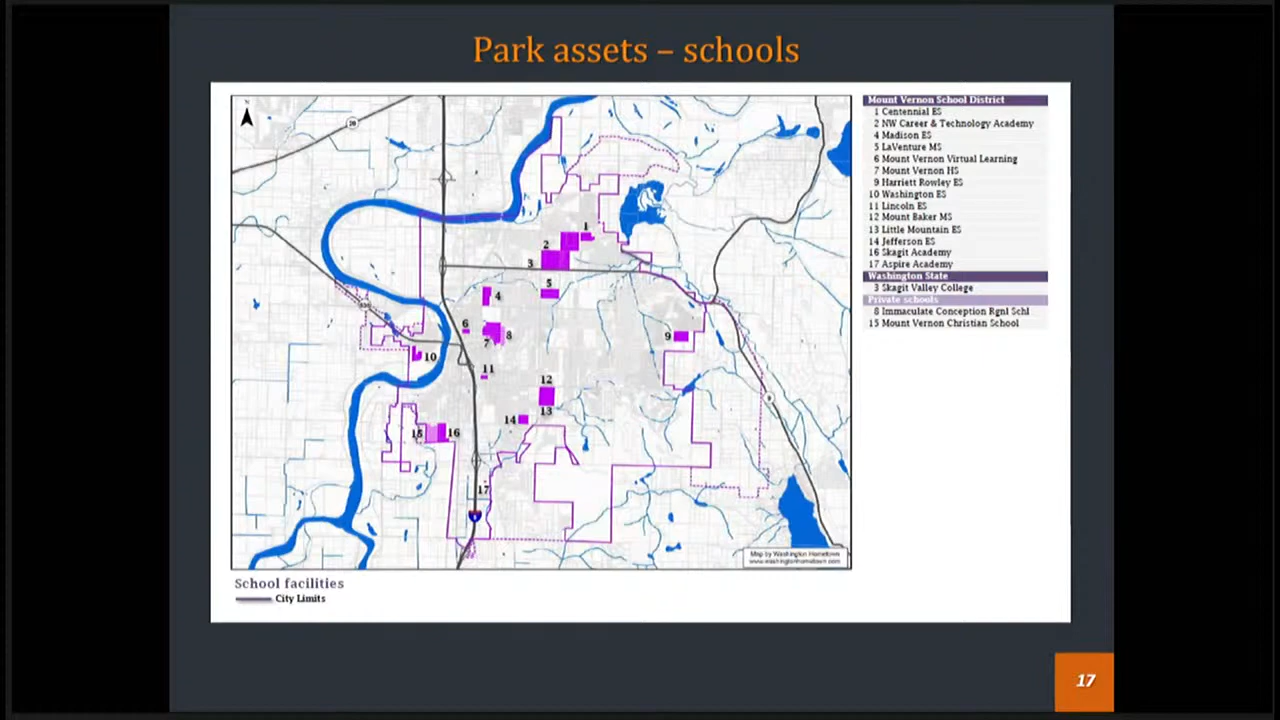 Park assets – schools
N
20
1
2
3
4
5
6
7
8
9
10
11
12
13
14
15
16
17
9
Map by Washington Hometown
www.washingtonhometown.com
School facilities
City Limits
Mount Vernon School District
1 Centennial ES
2 NW Career & Technology Academy
4 Madison ES
5 LaVenture MS
6 Mount Vernon Virtual Learning
7 Mount Vernon HS
9 Harriett Rowley ES
10 Washington ES
11 Lincoln ES
12 Mount Baker MS
13 Little Mountain ES
14 Jefferson ES
16 Skagit Academy
17 Aspire Academy
Washington State
3 Skagit Valley College
Private schools
8 Immaculate Conception Rgnl Schl
15 Mount Vernon Christian School
17